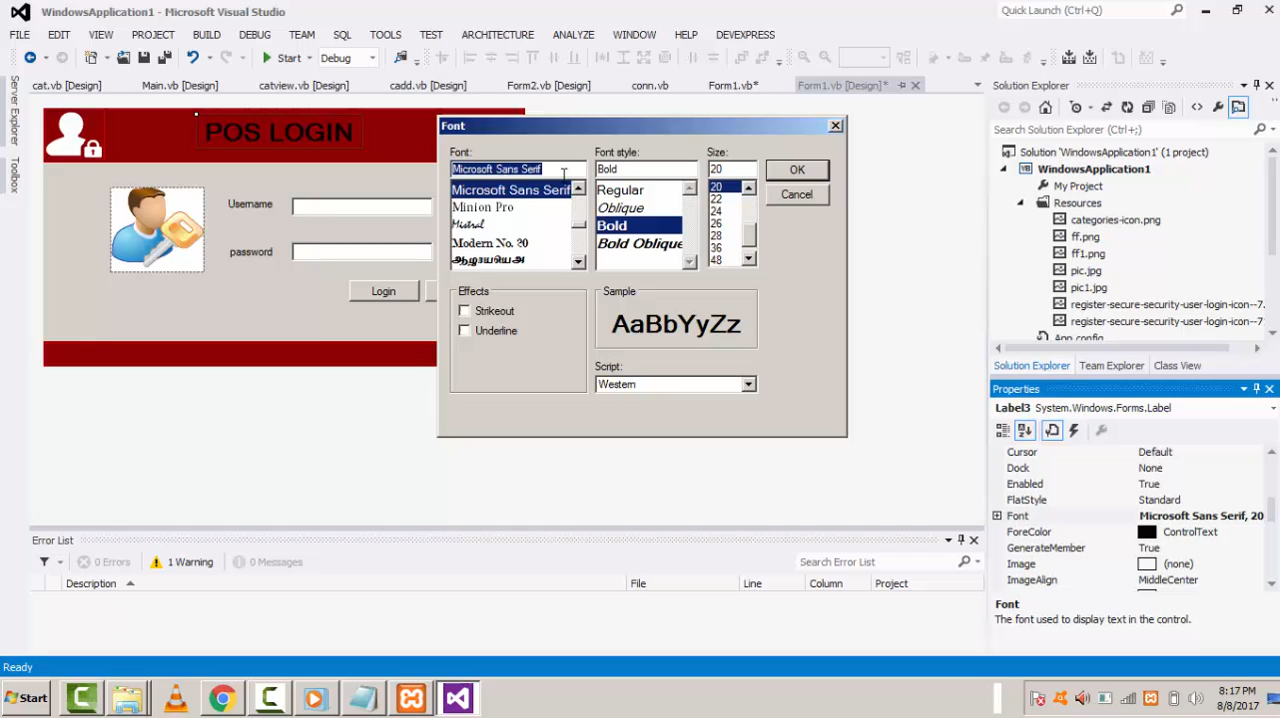 WindowsApplication1 - Microsoft Visual Studio
Quick Launch (Ctrl+Q)
FILE EDIT VIEW PROJECT BUILD DEBUG TEAM SQL TOOLS TEST ARCHITECTURE ANALYZE WINDOW HELP DEVEXPRESS
Start Debug
Server Explorer
Toolbox
cat.vb [Design] Main.vb [Design] catview.vb [Design] cadd.vb [Design] Form2.vb [Design] conn.vb Form1.vb* Form1.vb [Design]*
POS LOGIN
Username
password
Login
Font
Font:
Microsoft Sans Serif
Microsoft Sans Serif
Minion Pro
Mistral
Modern No. 20
Font style:
Bold
Regular
Oblique
Bold
Bold Oblique
Size:
20
20
22
24
26
28
36
48
OK
Cancel
Effects
Strikeout
Underline
Sample
AaBbYyZz
Script:
Western
Solution Explorer
Search Solution Explorer (Ctrl+;)
Solution 'WindowsApplication1' (1 project)
WindowsApplication1
My Project
Resources
categories-icon.png
ff.png
ff1.png
pic.jpg
pic1.jpg
register-secure-security-user-login-icon--7.
register-secure-security-user-login-icon--7.
App.config
Solution Explorer Team Explorer Class View
Properties
Label3 System.Windows.Forms.Label
Cursor Default
Dock None
Enabled True
FlatStyle Standard
Font Microsoft Sans Serif, 20
ForeColor ControlText
GenerateMember True
Image (none)
ImageAlign MiddleCenter
Font
The font used to display text in the control.
Error List
0 Errors 1 Warning 0 Messages
Search Error List
Description File Line Column Project
Ready
Start
8:17 PM
8/8/2017